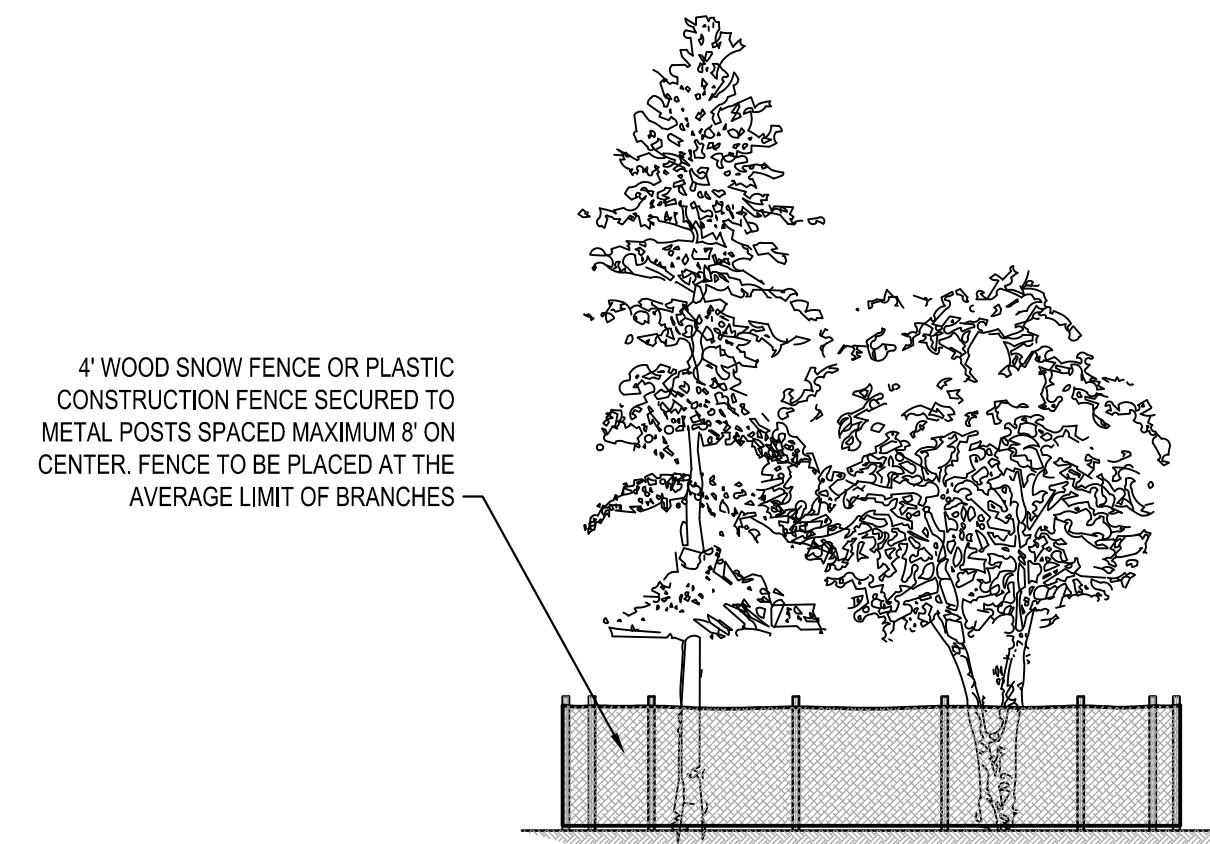 4' WOOD SNOW FENCE OR PLASTIC
CONSTRUCTION FENCE SECURED TO
METAL POSTS SPACED MAXIMUM 8' ON
CENTER. FENCE TO BE PLACED AT THE
AVERAGE LIMIT OF BRANCHES